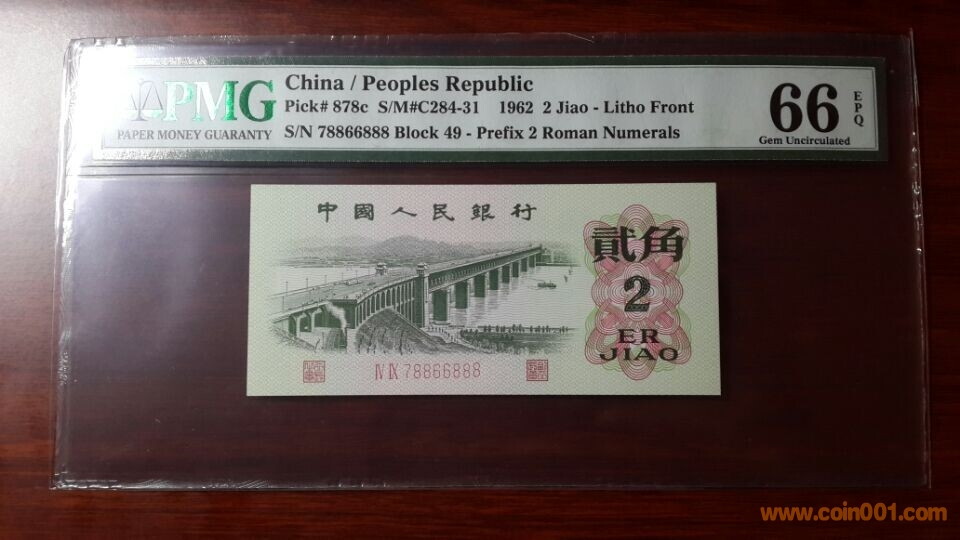 PMG
PAPER MONEY GUARANTY
China / Peoples Republic
Pick# 878c S/M#C284-31 1962 2 Jiao - Litho Front
S/N 78866888 Block 49 - Prefix 2 Roman Numerals
66
EPQ
Gem Uncirculated
中國人民銀行
貳角
2
ER
JIAO
IV IX 78866888
www.coin001.com